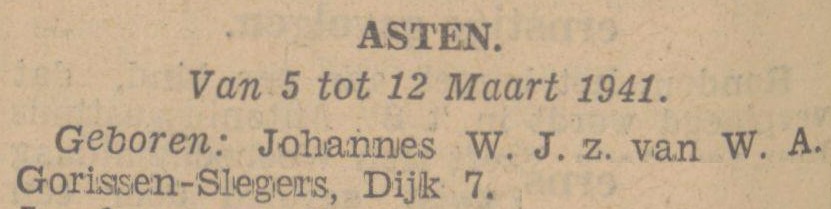 ASTEN.
Van 5 tot 12 Maart 1941.
Geboren: Johannes W. J. z. van W. A.
Gorissen-Slegers, Dijk 7.